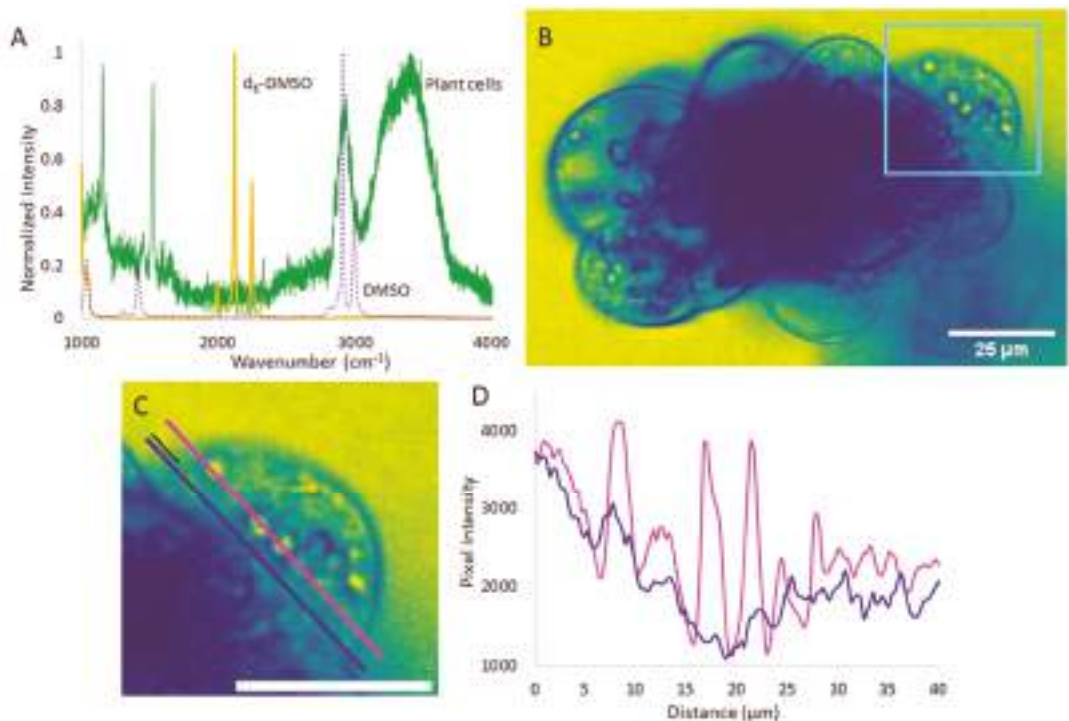 A
Normalized Intensity
1
0.8
0.6
0.4
0.2
0
d6-DMSO
Plant cells
DMSO
1000 2000 3000 4000
Wavenumber (cm⁻¹)
B
25 µm
C
D
Pixel Intensity
4000
3000
2000
1000
0 5 10 15 20 25 30 35 40
Distance (µm)